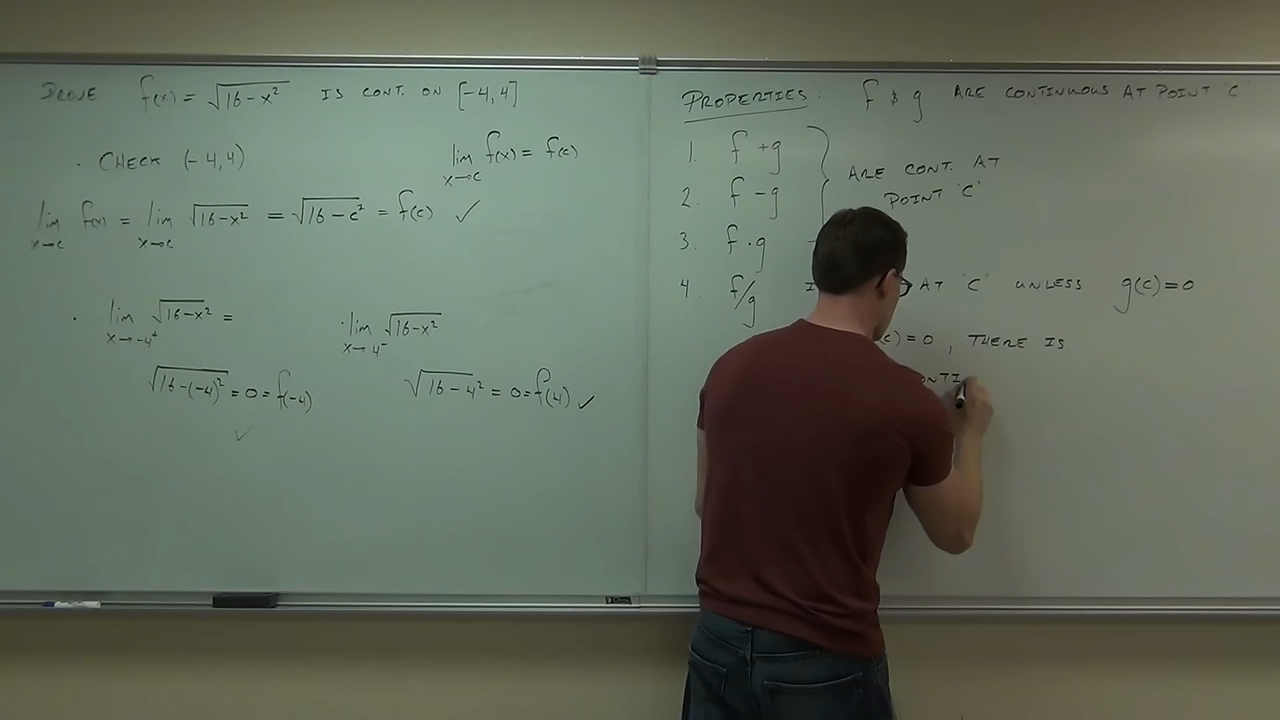 PROVE f(x) = √16-x² IS CONT. ON [-4,4]
· CHECK (-4,4)
lim x→c f(x) = f(c)
lim x→c f(x) = lim x→c √16-x² = √16-c² = f(c) ✓
· lim x→-4⁺ √16-x² =
√16-(-4)² = 0 = f(-4)
✓
· lim x→4⁻ √16-x²
√16-4² = 0 = f(4) ✓
PROPERTIES: f & g ARE CONTINUOUS AT POINT "C"
1. f+g
2. f-g
3. f·g
ARE CONT. AT
POINT "C"
4. f/g AT "C" UNLESS g(c)=0
(c)=0, THERE IS
ONTI